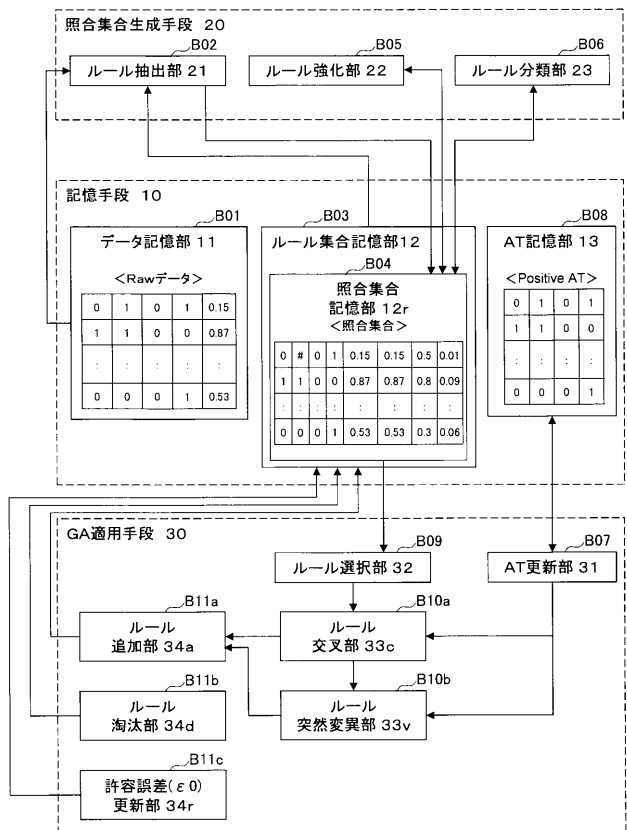 照合集合生成手段 20
B02
ルール抽出部 21
B05
ルール強化部 22
B06
ルール分類部 23
記憶手段 10
B01
データ記憶部 11
<Rawデータ>
0 1 0 1 0.15
1 1 0 0 0.87
: : : : :
0 0 0 1 0.53
B03
ルール集合記憶部12
B04
照合集合
記憶部 12r
<照合集合>
0 # 0 1 0.15 0.15 0.5 0.01
1 1 0 0 0.87 0.87 0.8 0.09
: : : : : : : :
0 0 0 1 0.53 0.53 0.3 0.06
B08
AT記憶部 13
<Positive AT>
0 1 0 1
1 1 0 0
: : : :
0 0 0 1
GA適用手段 30
B09
ルール選択部 32
B07
AT更新部 31
B11a
ルール
追加部 34a
B10a
ルール
交叉部 33c
B11b
ルール
淘汰部 34d
B10b
ルール
突然変異部 33v
B11c
許容誤差(ε0)
更新部 34r